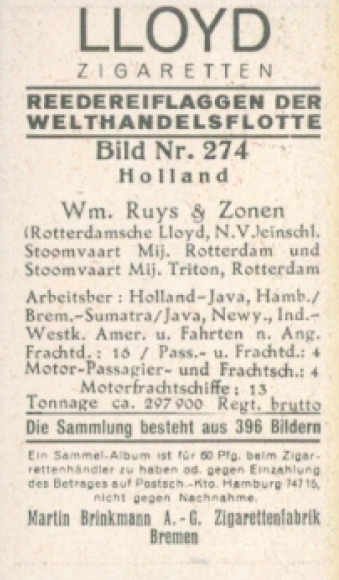 LLOYD
ZIGARETTEN
REEDEREIFLAGGEN DER
WELTHANDELSFLOTTE
Bild Nr. 274
Holland
Wm. Ruys & Zonen
(Rotterdamsche Lloyd, N.V.)einschl.
Stoomvaart Mij. Rotterdam und
Stoomvaart Mij. Triton, Rotterdam
Arbeitsber: Holland-Java, Hamb./
Brem.-Sumatra/Java, Newy., Ind.-
Westk. Amer. u. Fahrten n. Ang.
Frachtd.: 16 / Pass.- u. Frachtd.: 4
Motor-Passagier- und Frachtsch.: 4
Motorfrachtschiffe: 13
Tonnage ca. 297900 Regt. brutto
Die Sammlung besteht aus 396 Bildern
Ein Sammel-Album ist für 60 Pfg. beim Zigar-
rettenhändler zu haben od. gegen Einzahlung
des Betrages auf Postsch.-Kto. Hamburg 74715,
nicht gegen Nachnahme.
Martin Brinkmann A.-G. Zigarettenfabrik
Bremen